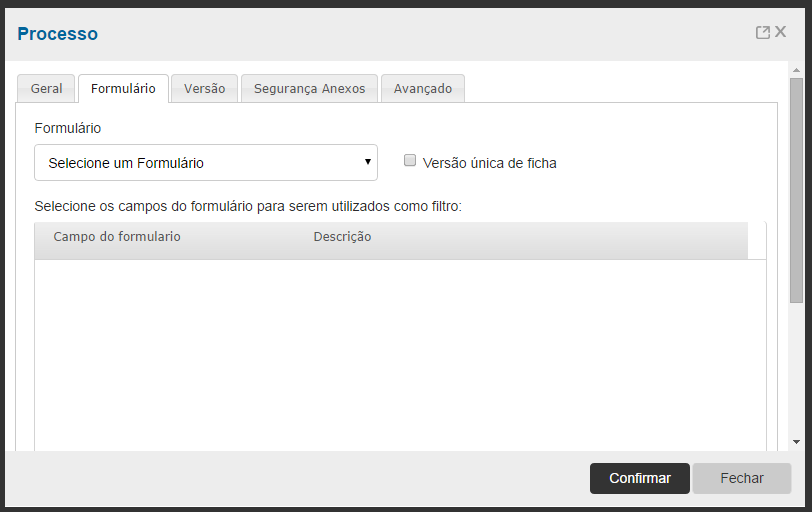 Processo
Geral Formulário Versão Segurança Anexos Avançado
Formulário
Selecione um Formulário Versão única de ficha
Selecione os campos do formulário para serem utilizados como filtro:
Campo do formulario Descrição
Confirmar Fechar